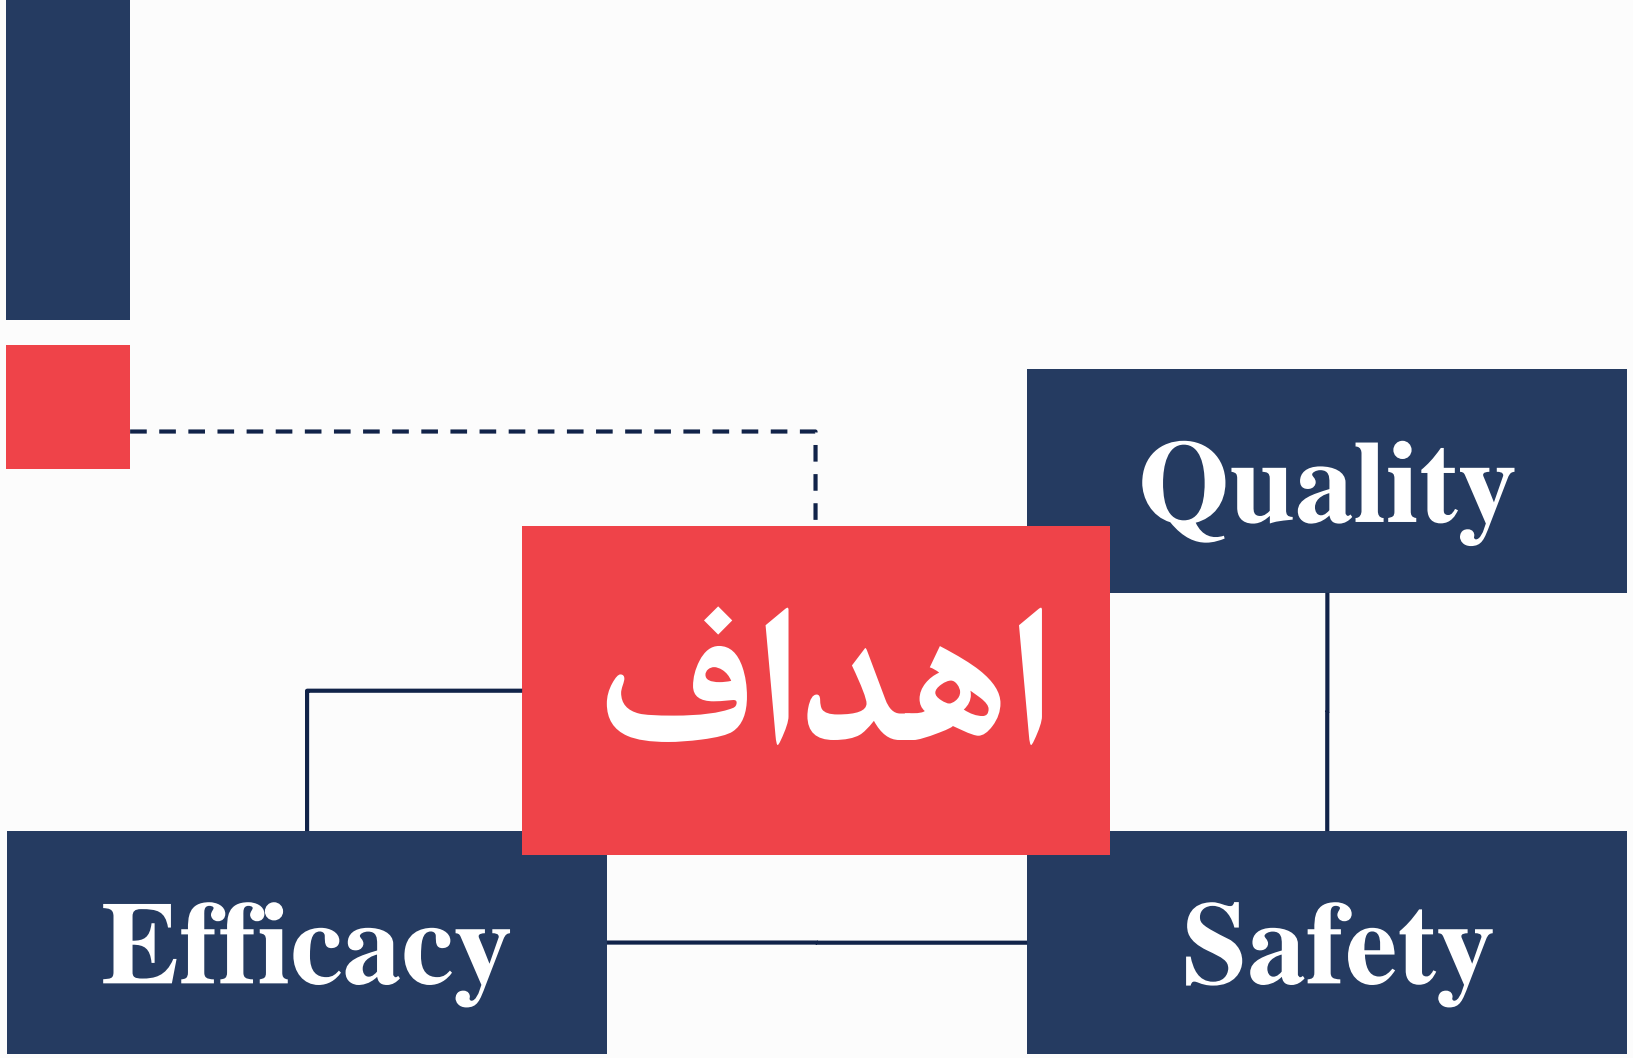 Quality
اهداف
Efficacy
Safety